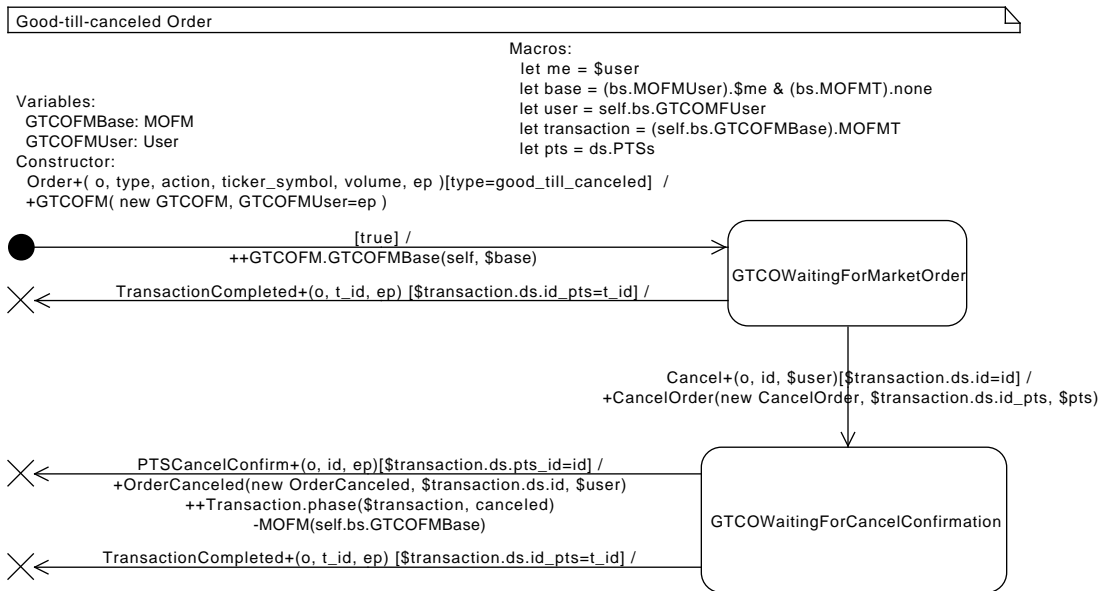 Good-till-canceled Order
Macros:
let me = $user
let base = (bs.MOFMUser).$me & (bs.MOFMT).none
let user = self.bs.GTCOMFUser
let transaction = (self.bs.GTCOFMBase).MOFMT
let pts = ds.PTSs
Variables:
GTCOFMBase: MOFM
GTCOFMUser: User
Constructor:
Order+( o, type, action, ticker_symbol, volume, ep )[type=good_till_canceled] /
+GTCOFM( new GTCOFM, GTCOFMUser=ep )
[true] /
++GTCOFM.GTCOFMBase(self, $base)
GTCOWaitingForMarketOrder
TransactionCompleted+(o, t_id, ep) [$transaction.ds.id_pts=t_id] /
Cancel+(o, id, $user)[$transaction.ds.id=id] /
+CancelOrder(new CancelOrder, $transaction.ds.id_pts, $pts)
PTSCancelConfirm+(o, id, ep)[$transaction.ds.pts_id=id] /
+OrderCanceled(new OrderCanceled, $transaction.ds.id, $user)
++Transaction.phase($transaction, canceled)
-MOFM(self.bs.GTCOFMBase)
GTCOWaitingForCancelConfirmation
TransactionCompleted+(o, t_id, ep) [$transaction.ds.id_pts=t_id] /